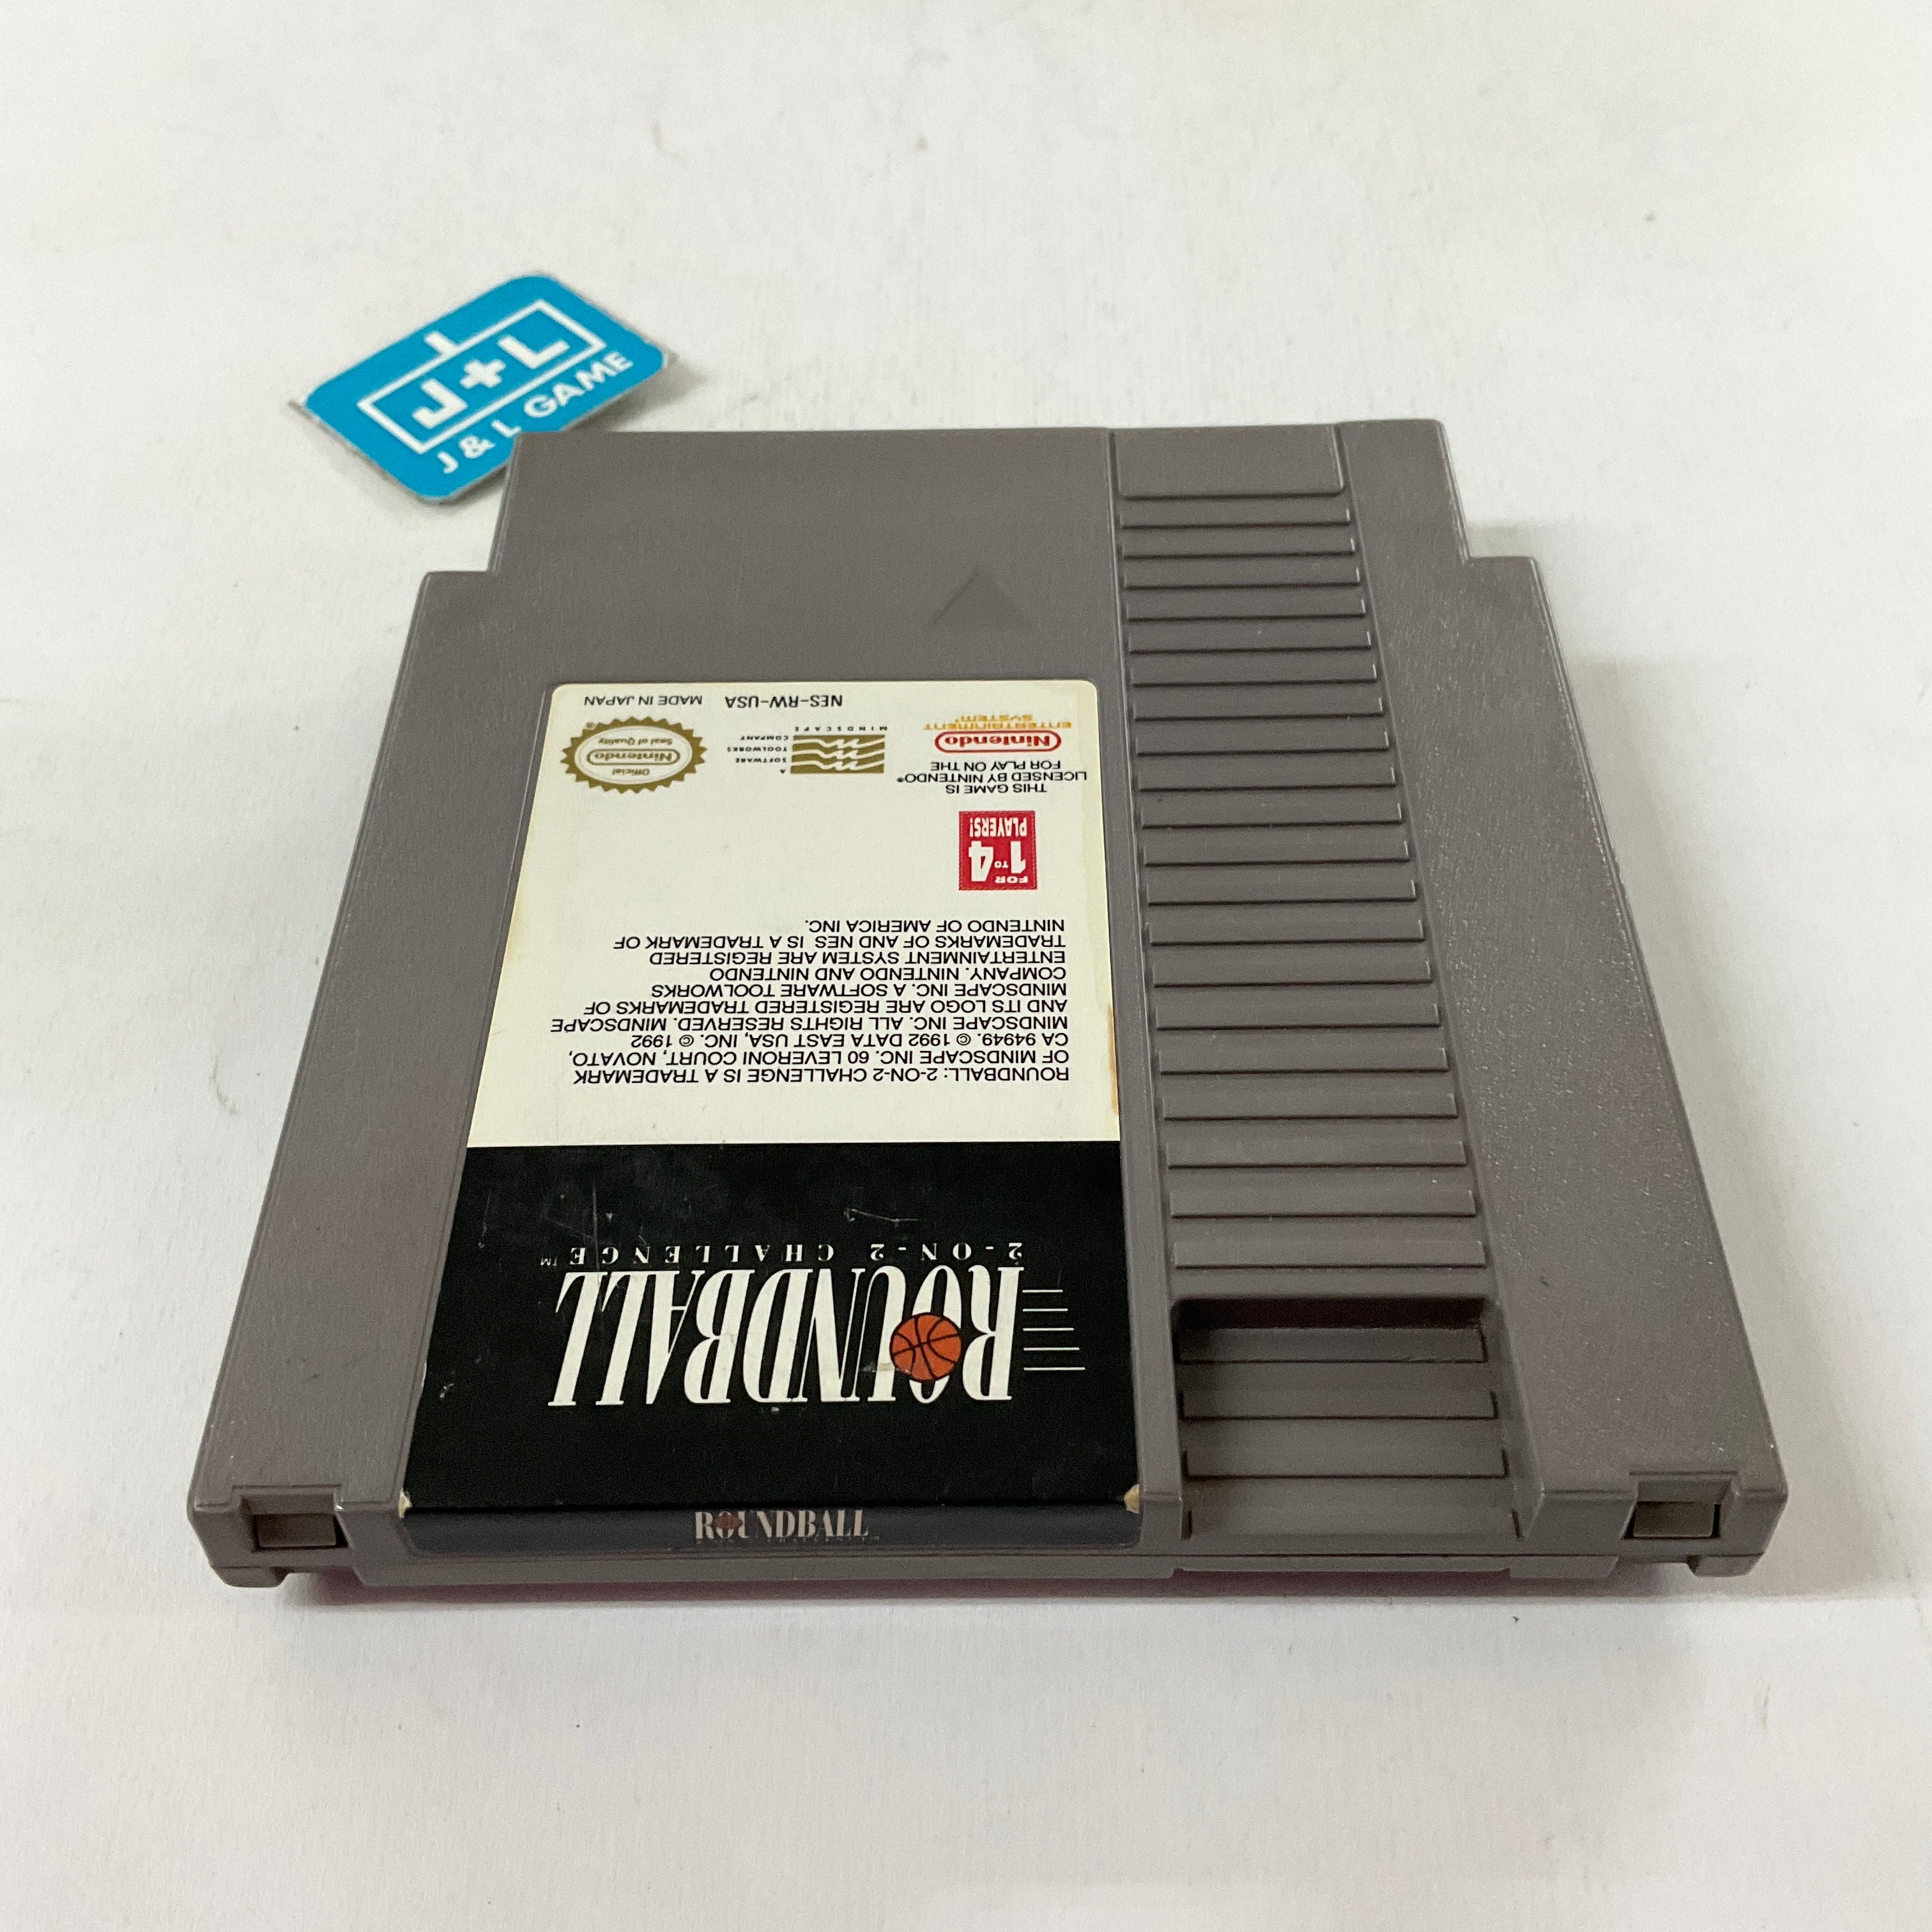 J+L
J & L GAME
ROUNDBALL
ROUNDBALL
2-ON-2 CHALLENGE™
ROUNDBALL: 2-ON-2 CHALLENGE IS A TRADEMARK
OF MINDSCAPE INC. 60 LEVERONI COURT, NOVATO,
CA 94949. © 1992 DATA EAST USA, INC. © 1992
MINDSCAPE INC. ALL RIGHTS RESERVED. MINDSCAPE
AND ITS LOGO ARE REGISTERED TRADEMARKS OF
MINDSCAPE INC. A SOFTWARE TOOLWORKS
COMPANY. NINTENDO AND NINTENDO
ENTERTAINMENT SYSTEM ARE REGISTERED
TRADEMARKS OF AND NES IS A TRADEMARK OF
NINTENDO OF AMERICA INC.
FOR
1 TO 4
PLAYERS!
THIS GAME IS
LICENSED BY NINTENDO®
FOR PLAY ON THE
Nintendo
ENTERTAINMENT
SYSTEM
A
SOFTWARE
TOOLWORKS
COMPANY
MINDSCAPE
Official
Nintendo
Seal of Quality
®
NES-RW-USA
MADE IN JAPAN